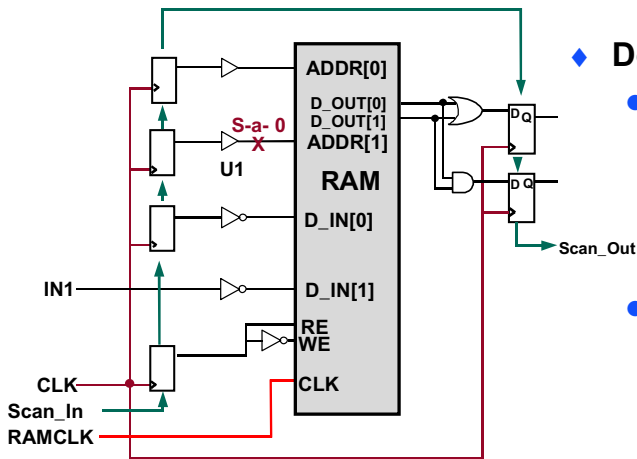 ADDR[0]
D_OUT[0]
D_OUT[1]
S-a- 0
X
ADDR[1]
U1
RAM
D_IN[0]
IN1
D_IN[1]
RE
WE
CLK
CLK
Scan_In
RAMCLK
D Q
D Q
Scan_Out
D